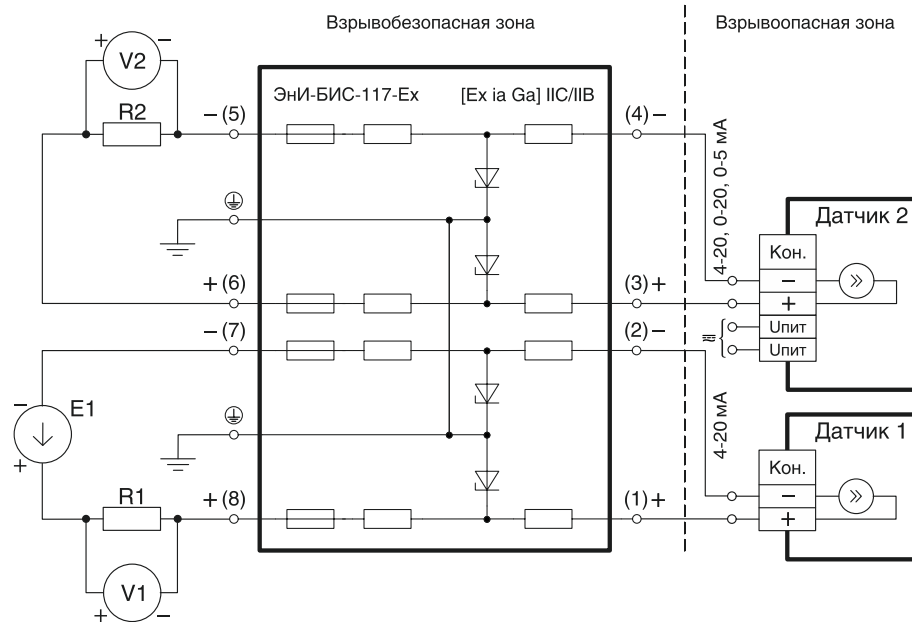 Взрывобезопасная зона
Взрывоопасная зона
+ V2 −
R2
ЭнИ-БИС-117-Ех
[Ex ia Ga] IIC/IIB
− (5)
(4) −
4-20, 0-20, 0-5 мА
Датчик 2
Кон.
−
+ (6)
(3) +
+
Uпит
Uпит
− (7)
(2) −
−
E1
+
4-20 мА
Датчик 1
Кон.
−
R1
+ (8)
(1) +
+
V1
+ −